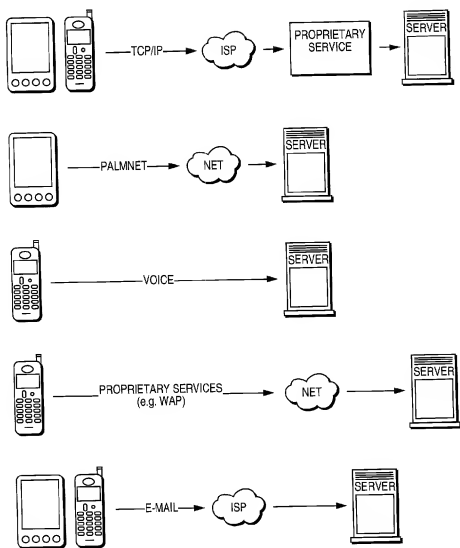 TCP/IP
ISP
PROPRIETARY
SERVICE
SERVER
PALMNET
NET
SERVER
VOICE
SERVER
PROPRIETARY SERVICES
(e.g. WAP)
NET
SERVER
E-MAIL
ISP
SERVER